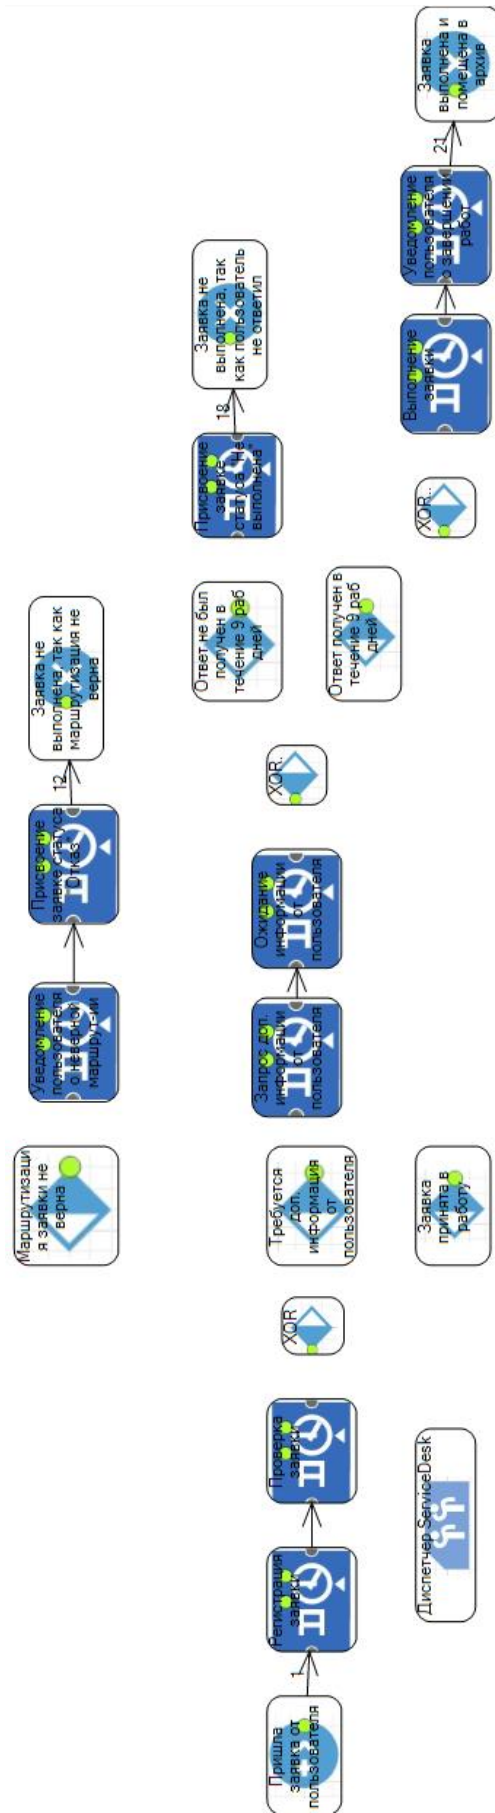 Пришла
заявка от
пользователя
1
Регистрация
заявки
Проверка
заявки
Диспетчер ServiceDesk
XOR
Маршрутизаци
я заявки не
верна
Требуется
доп.
информация
от
пользователя
Заявка
принята в
работу
Уведомление
пользователя
о неверной
маршрут-ии
Присвоение
заявке статуса
"Отказ"
12
Заявка не
выполнена, так как
маршрутизация не
верна
Запрос доп.
информации
от
пользователя
Ожидание
информации
от
пользователя
XOR..
Ответ не был
получен в
течение 9 раб
дней
Ответ получен в
течение 9 раб
дней
Присвоение
заявке
статуса "Не
выполнена"
18
Заявка не
выполнена, так
как пользователь
не ответил
XOR..
Выполнение
заявки
Уведомление
пользователя
о завершении
работ
21
Заявка
выполнена и
помещена в
архив